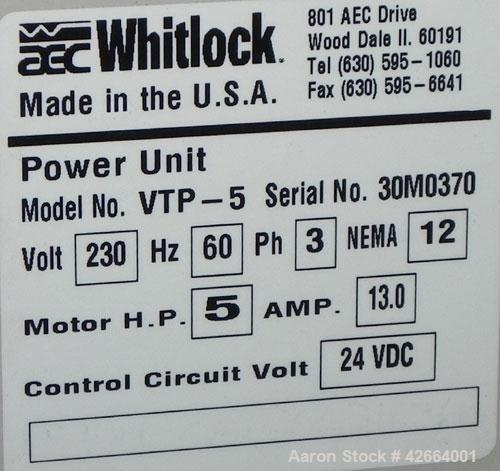 AEC Whitlock.
801 AEC Drive
Wood Dale Il. 60191
Tel (630) 595-1060
Fax (630) 595-6641
Made in the U.S.A.
Power Unit
Model No. VTP-5 Serial No. 30M0370
Volt 230 Hz 60 Ph 3 NEMA 12
Motor H.P. 5 AMP. 13.0
Control Circuit Volt 24 VDC
Aaron Stock # 42664001